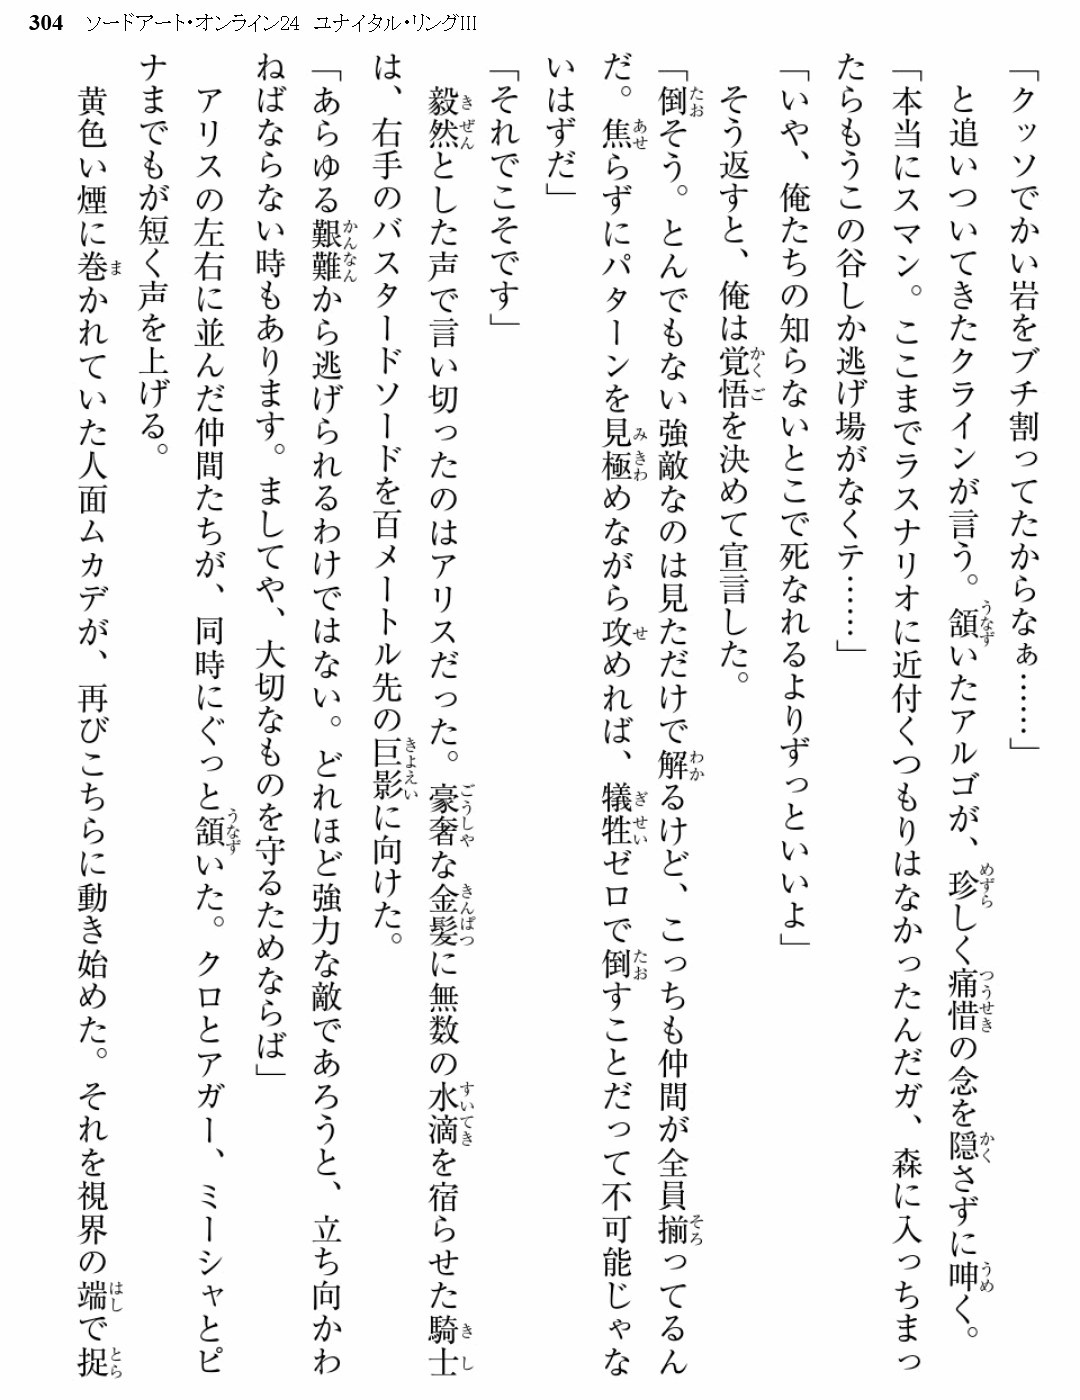 304 ソードアート・オンライン24 ユナイタル・リングIII
「クッソでかい岩をブチ割ってたからなぁ……」
と追いついてきたクラインが言う。頷いたアルゴが、珍しく痛惜の念を隠さずに呻く。
「本当にスマン。ここまでラスナリオに近付くつもりはなかったんだガ、森に入っちまっ
たらもうこの谷しか逃げ場がなくテ……」
「いや、俺たちの知らないとこで死なれるよりずっといいよ」
そう返すと、俺は覚悟を決めて宣言した。
「倒そう。とんでもない強敵なのは見ただけで解るけど、こっちも仲間が全員揃ってるん
だ。焦らずにパターンを見極めながら攻めれば、犠牲ゼロで倒すことだって不可能じゃな
いはずだ」
「それでこそです」
毅然とした声で言い切ったのはアリスだった。豪奢な金髪に無数の水滴を宿らせた騎士
は、右手のバスタードソードを百メートル先の巨影に向けた。
「あらゆる艱難から逃げられるわけではない。どれほど強力な敵であろうと、立ち向かわ
ねばならない時もあります。ましてや、大切なものを守るためならば」
アリスの左右に並んだ仲間たちが、同時にぐっと頷いた。クロとアガー、ミーシャとピ
ナまでもが短く声を上げる。
黄色い煙に巻かれていた人面ムカデが、再びこちらに動き始めた。それを視界の端で捉